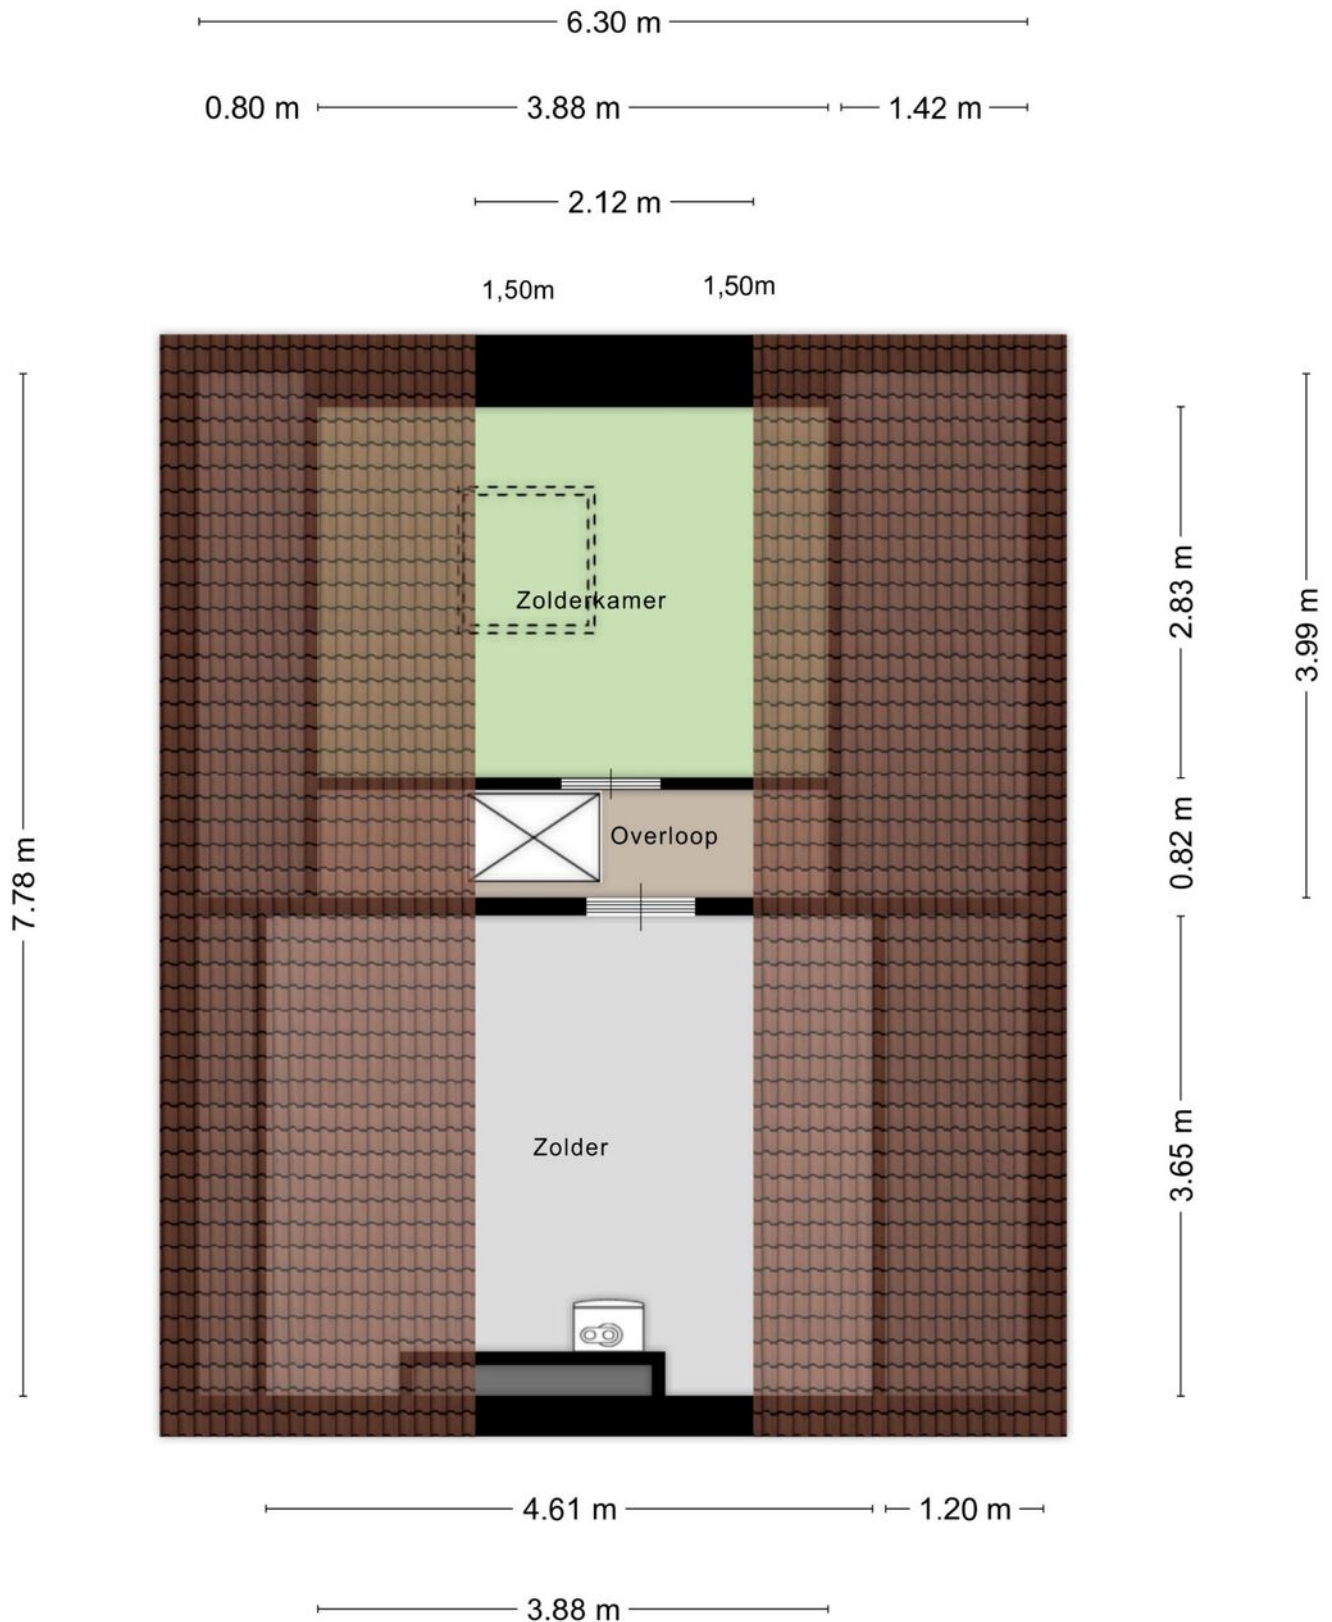 6.30 m
0.80 m
3.88 m
1.42 m
2.12 m
1,50m
1,50m
7.78 m
2.83 m
3.99 m
Zolderkamer
0.82 m
Overloop
3.65 m
Zolder
4.61 m
1.20 m
3.88 m